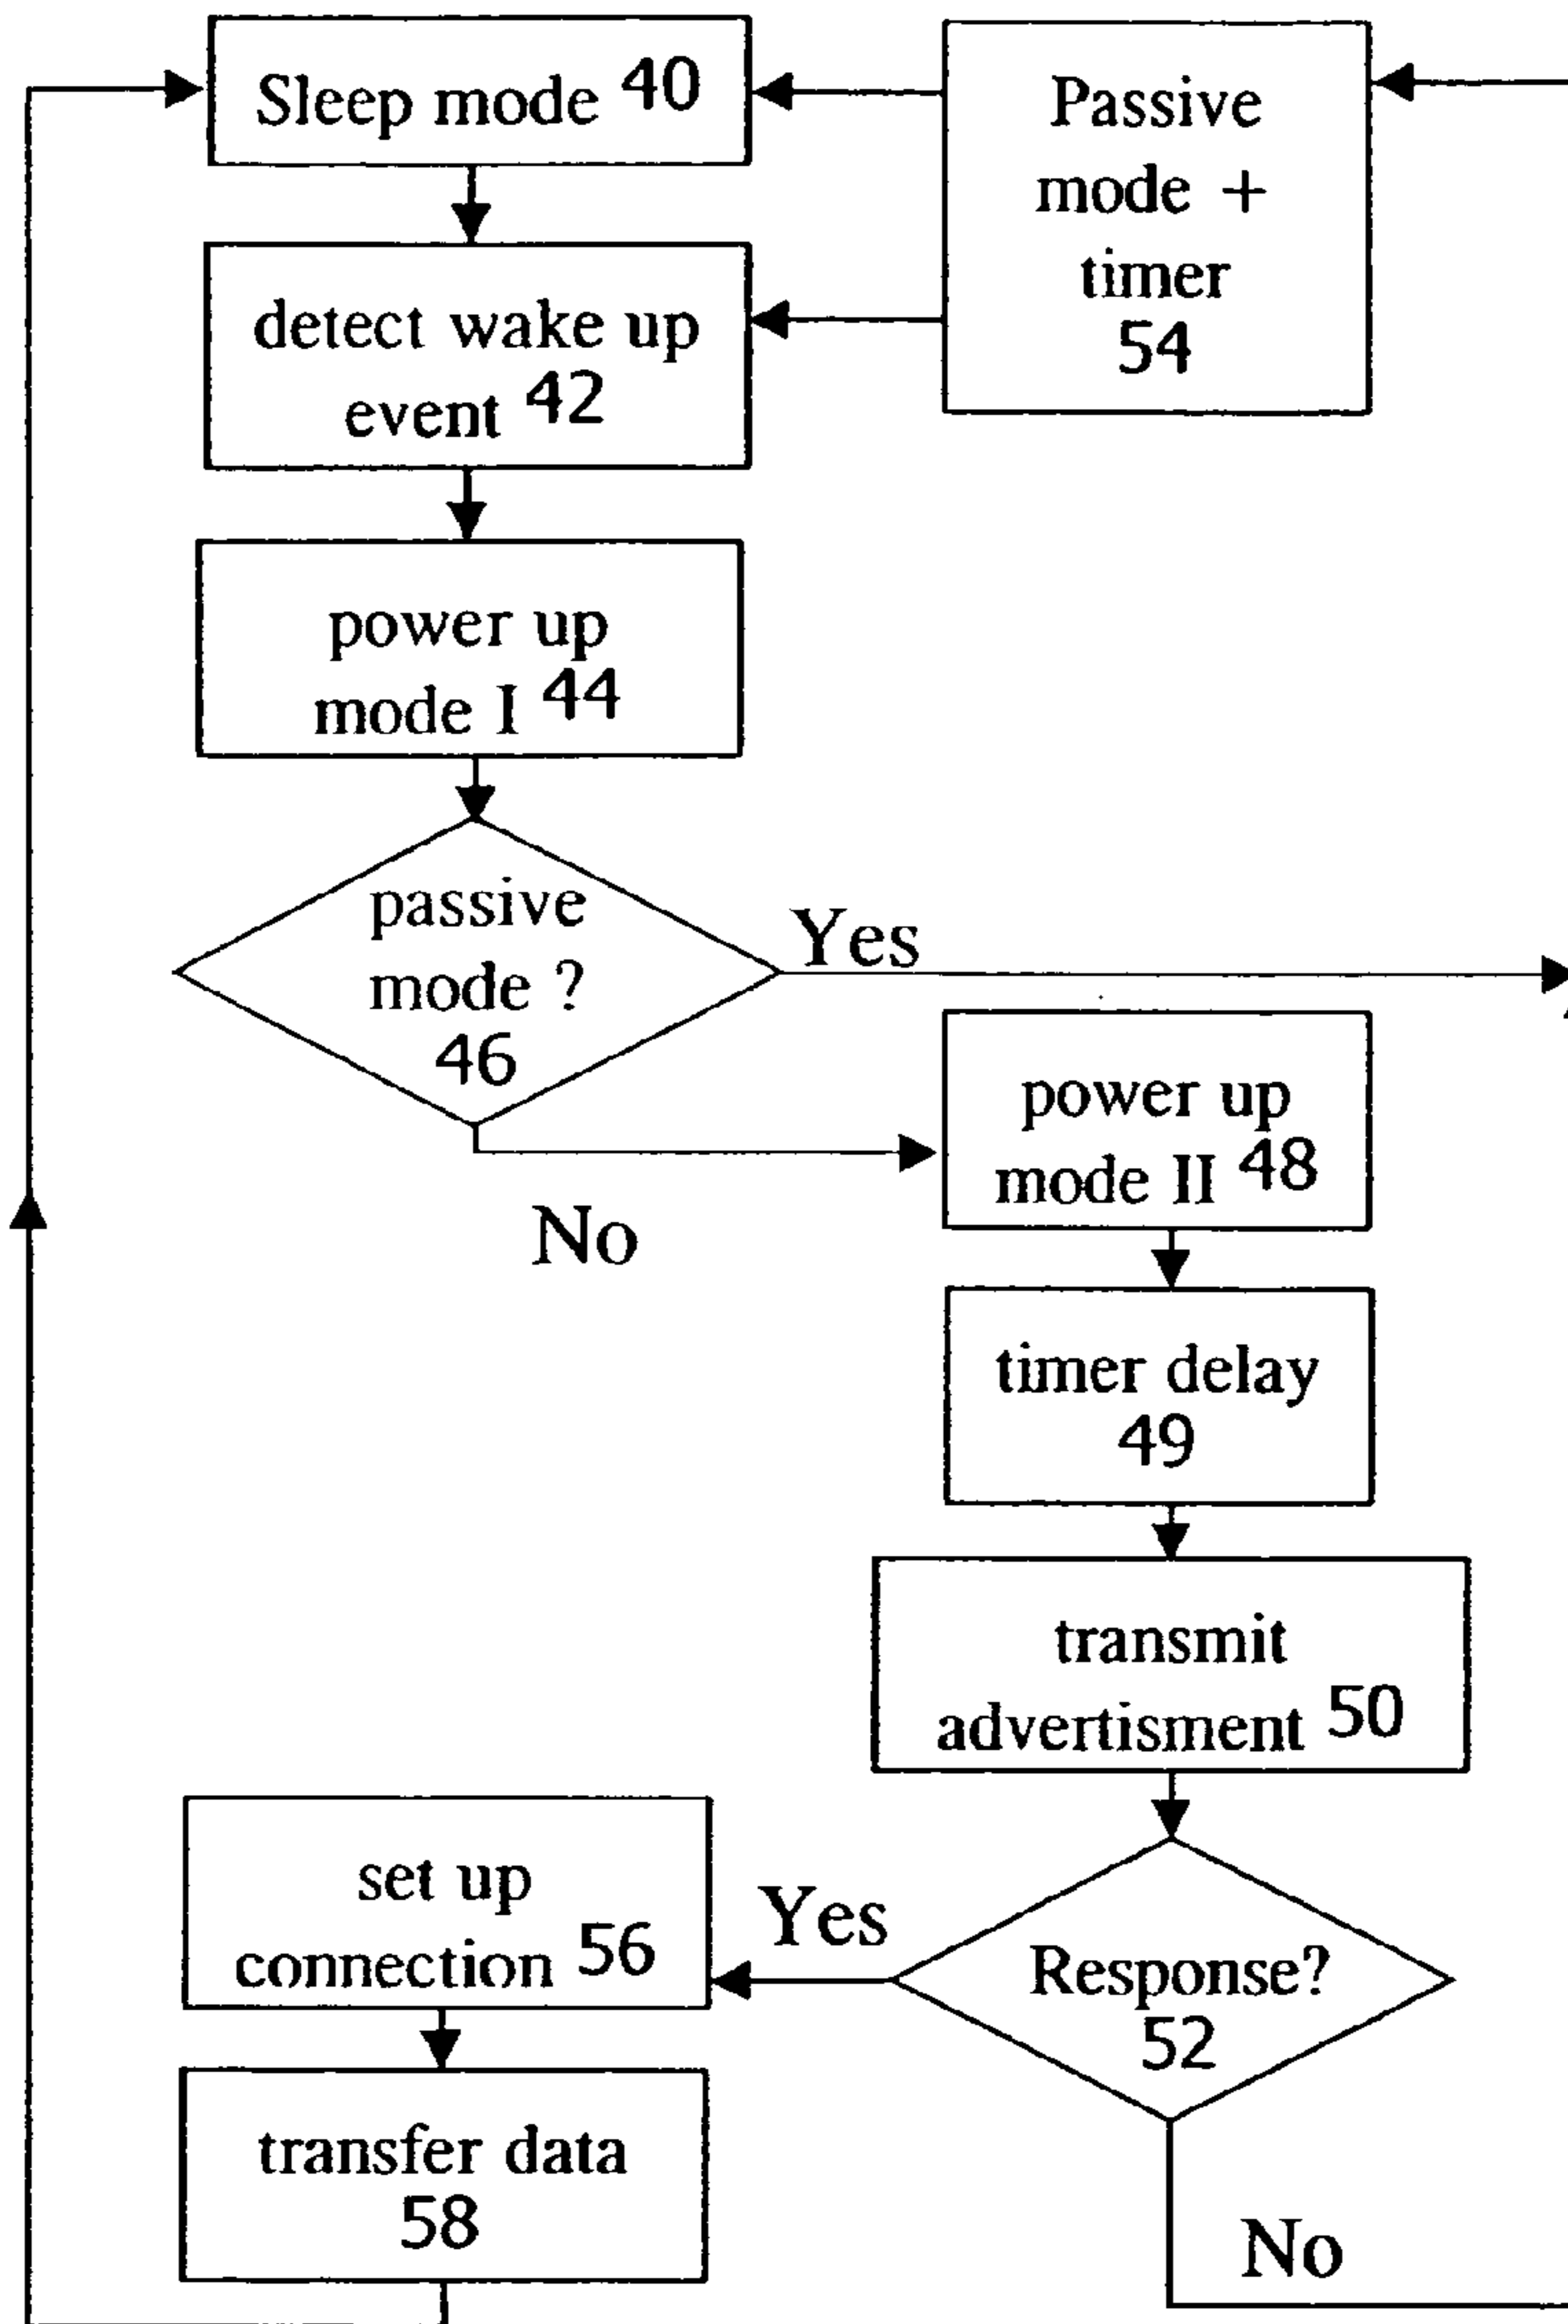 Sleep mode 40
Passive
mode +
timer
54
detect wake up
event 42
power up
mode I 44
passive
mode ?
46
Yes
No
power up
mode II 48
timer delay
49
transmit
advertisment 50
Response?
52
Yes
No
set up
connection 56
transfer data
58